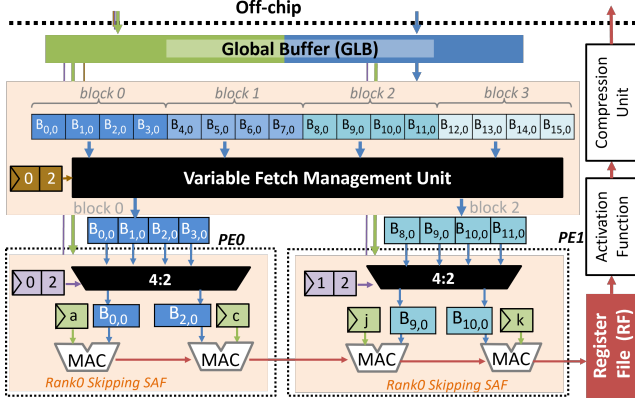 Off-chip
Global Buffer (GLB)
block 0 block 1 block 2 block 3
B0,0 B1,0 B2,0 B3,0 B4,0 B5,0 B6,0 B7,0 B8,0 B9,0 B10,0 B11,0 B12,0 B13,0 B14,0 B15,0
0 2
Variable Fetch Management Unit
block 0 block 2
B0,0 B1,0 B2,0 B3,0 PE0 B8,0 B9,0 B10,0 B11,0 PE1
0 2 4:2 1 2 4:2
a B0,0 B2,0 c j B9,0 B10,0 k
MAC MAC MAC MAC
Rank0 Skipping SAF Rank0 Skipping SAF
Compression
Unit
Activation
Function
Register
File (RF)